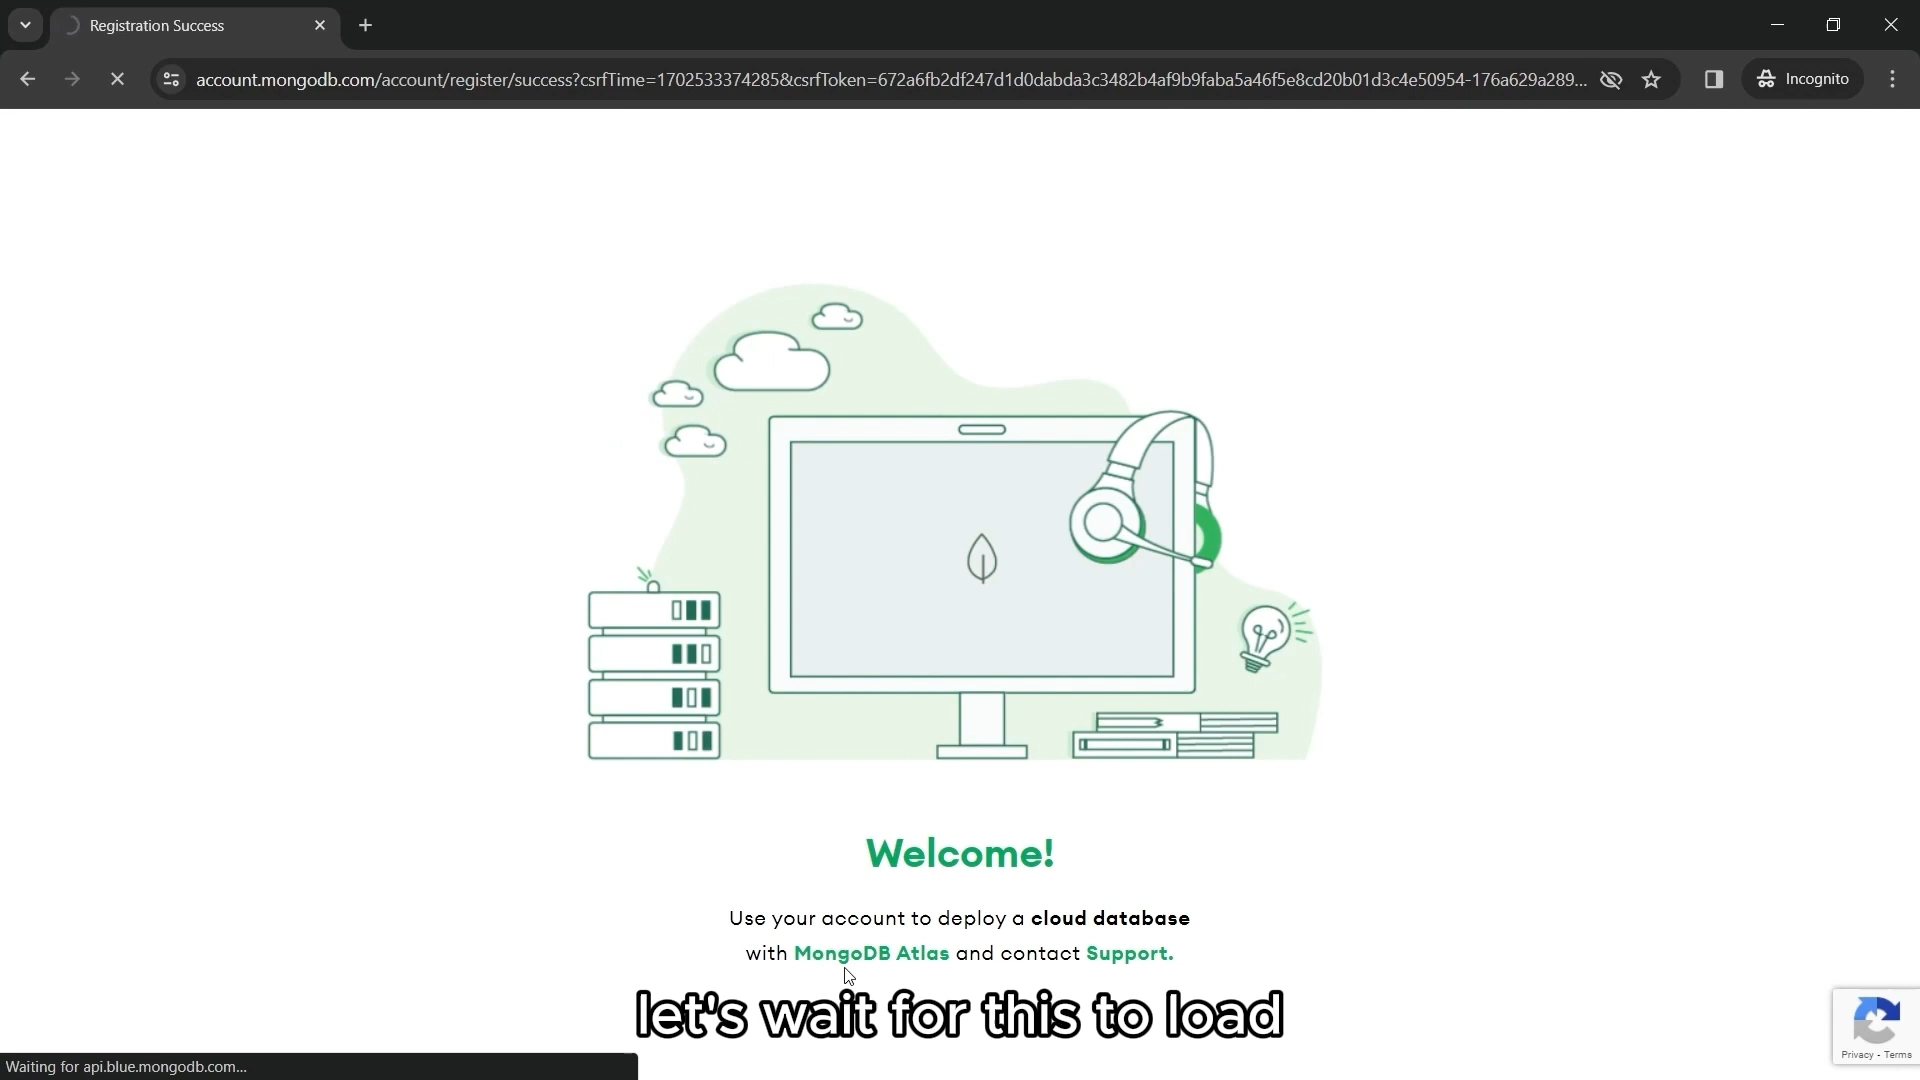 Registration Success
account.mongodb.com/account/register/success?csrfTime=1702533374285&csrfToken=672a6fb2df247d1d0dabda3c3482b4af9b9faba5a46f5e8cd20b01d3c4e50954-176a629a289...
Incognito
Welcome!
Use your account to deploy a cloud database
with MongoDB Atlas and contact Support.
let's wait for this to load
Privacy - Terms
Waiting for api.blue.mongodb.com...